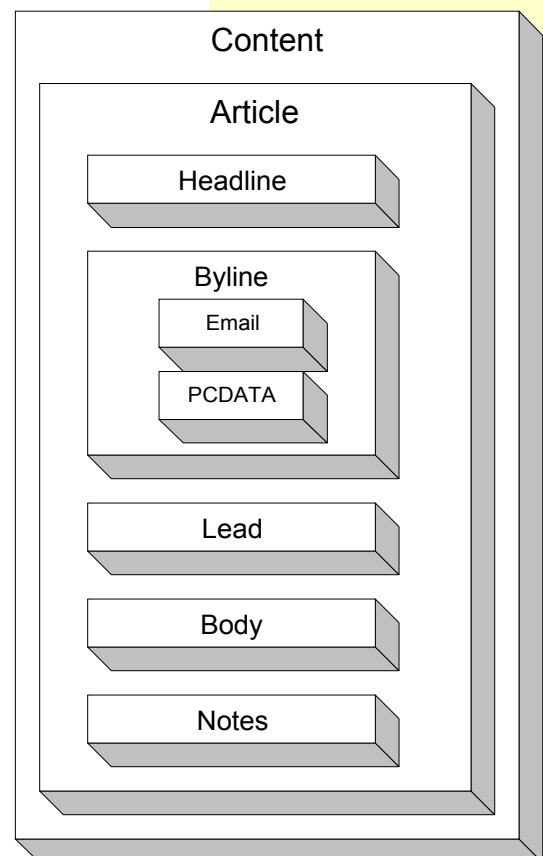 Content
Article
Headline
Byline
Email
PCDATA
Lead
Body
Notes